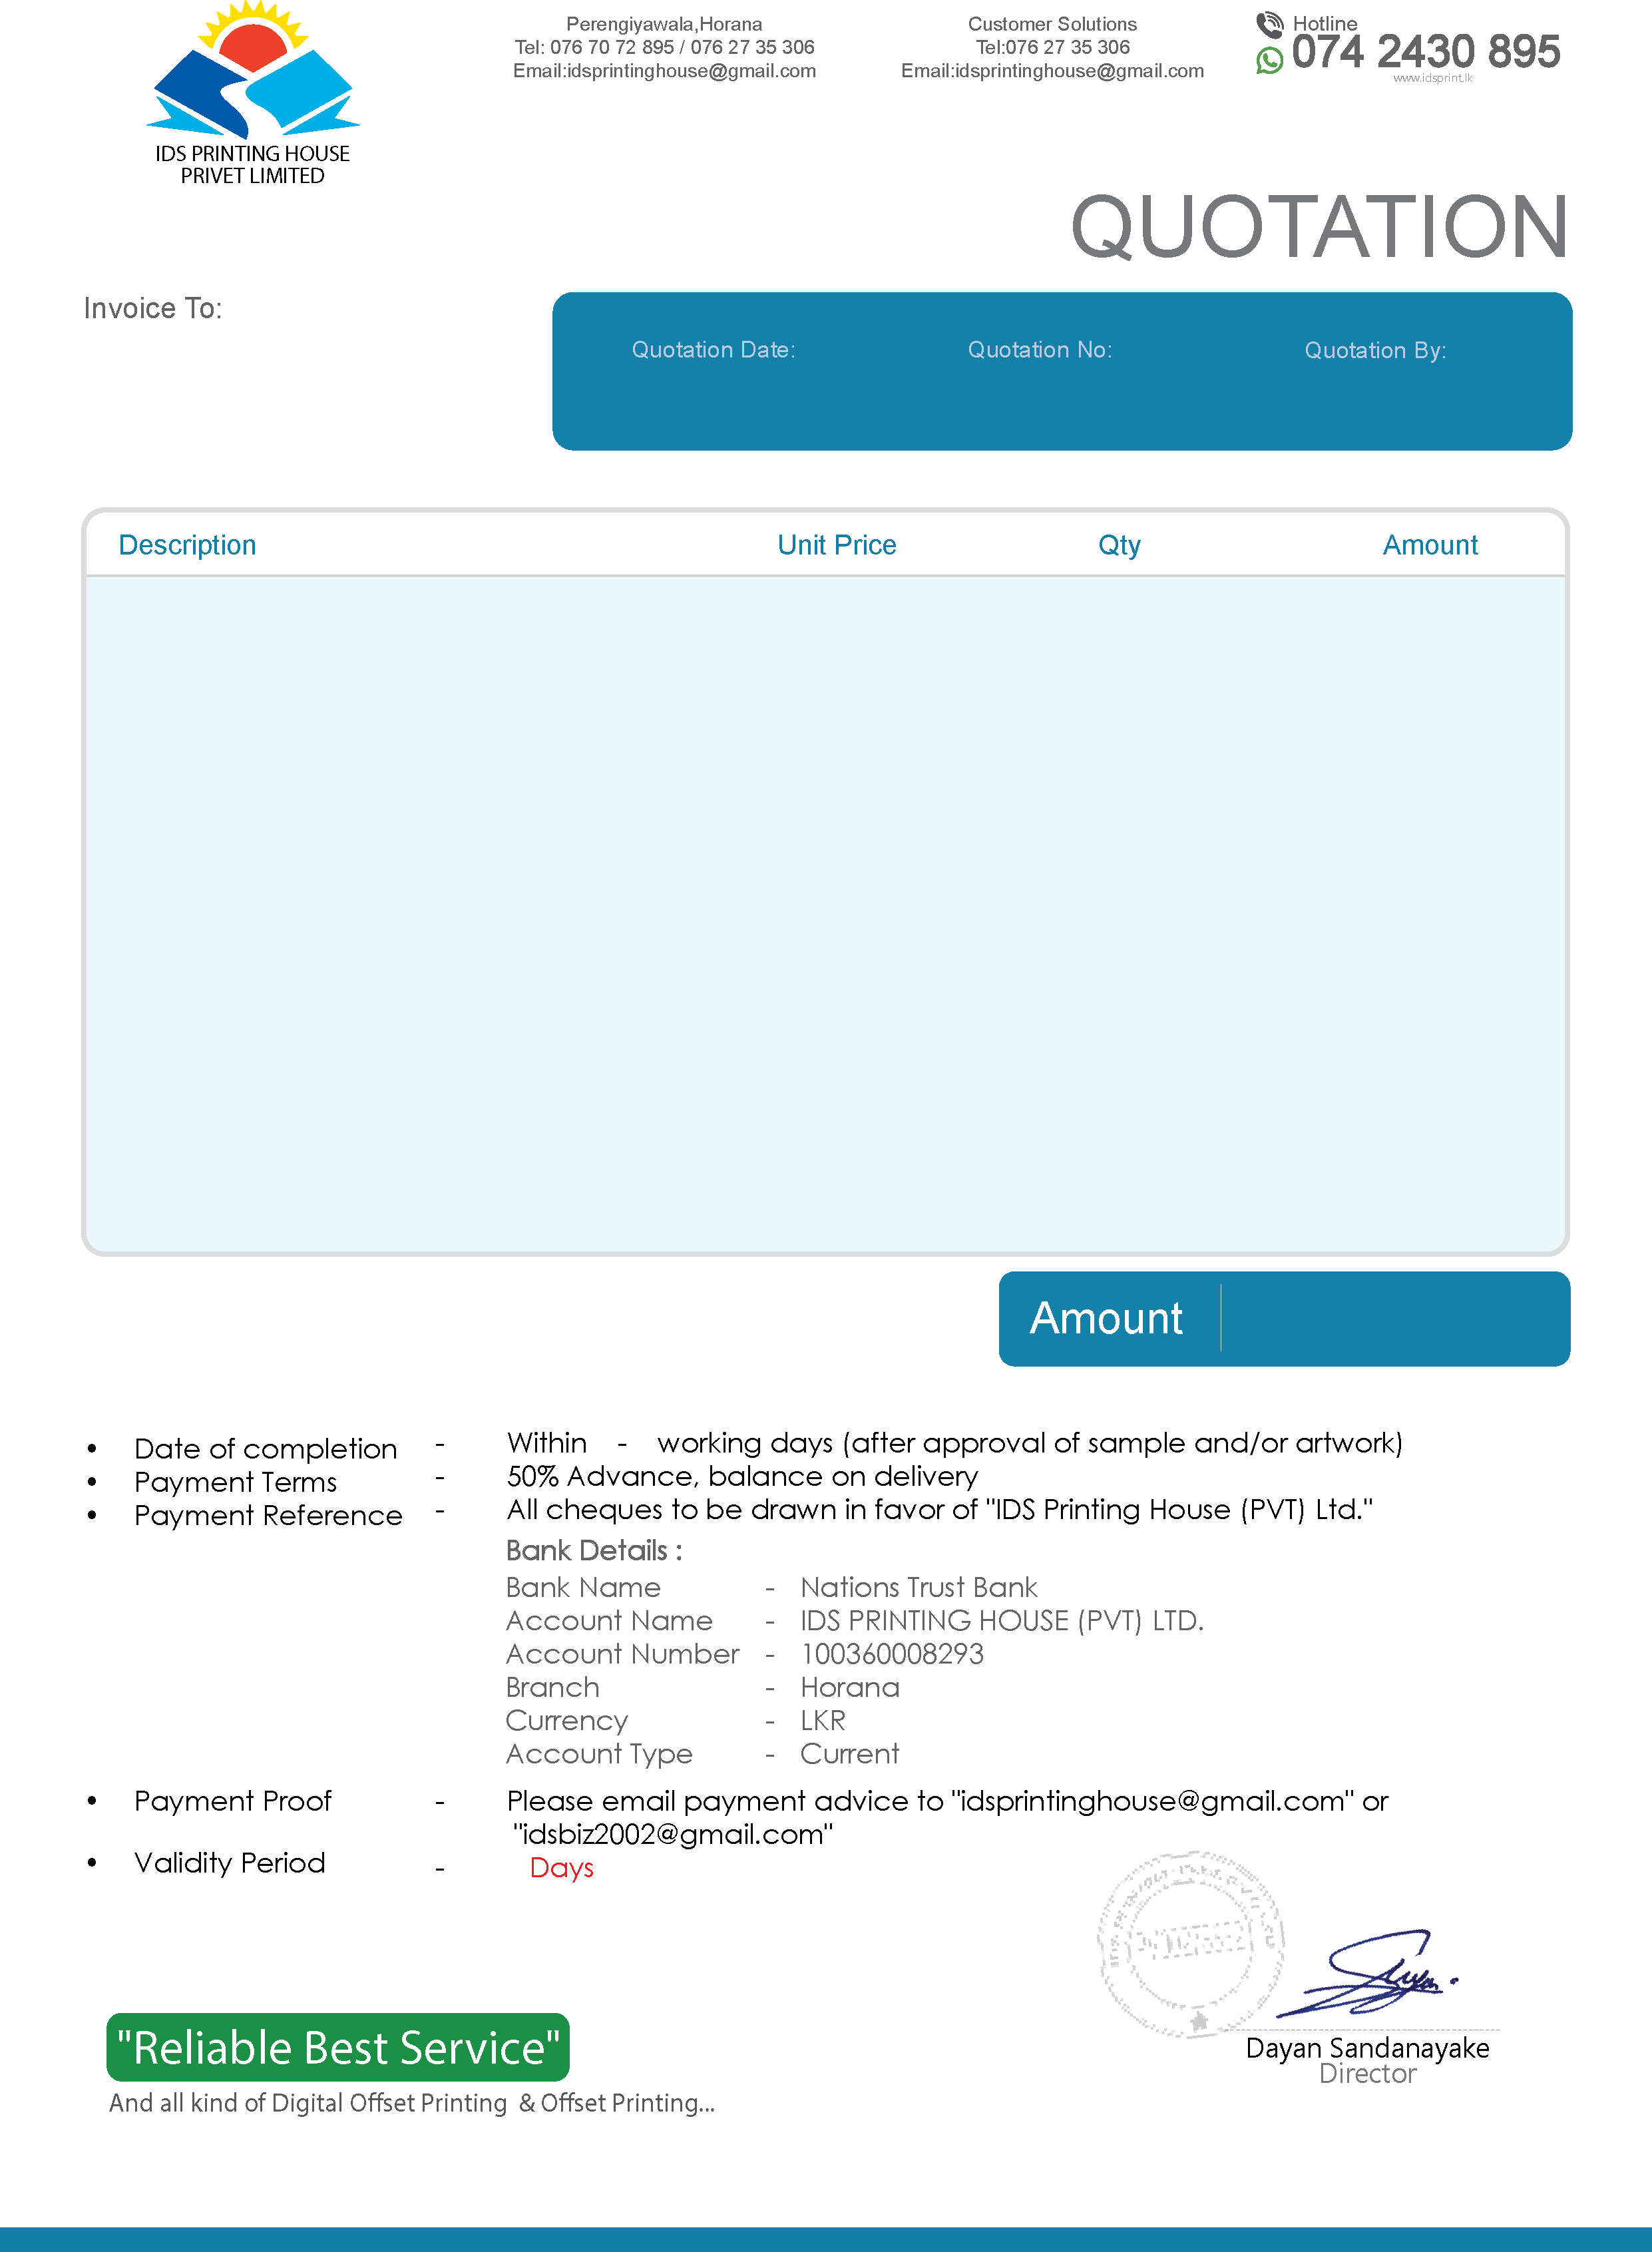 IDS PRINTING HOUSE
PRIVET LIMITED
Perengiyawala,Horana
Tel: 076 70 72 895 / 076 27 35 306
Email:idsprintinghouse@gmail.com
Customer Solutions
Tel:076 27 35 306
Email:idsprintinghouse@gmail.com
Hotline
074 2430 895
www.idsprint.lk
QUOTATION
Invoice To:
Quotation Date: Quotation No: Quotation By:
Description Unit Price Qty Amount
Amount
• Date of completion - Within - working days (after approval of sample and/or artwork)
• Payment Terms - 50% Advance, balance on delivery
• Payment Reference - All cheques to be drawn in favor of "IDS Printing House (PVT) Ltd."
Bank Details :
Bank Name - Nations Trust Bank
Account Name - IDS PRINTING HOUSE (PVT) LTD.
Account Number - 100360008293
Branch - Horana
Currency - LKR
Account Type - Current
• Payment Proof - Please email payment advice to "idsprintinghouse@gmail.com" or
"idsbiz2002@gmail.com"
• Validity Period - Days
Dayan Sandanayake
Director
"Reliable Best Service"
And all kind of Digital Offset Printing & Offset Printing...